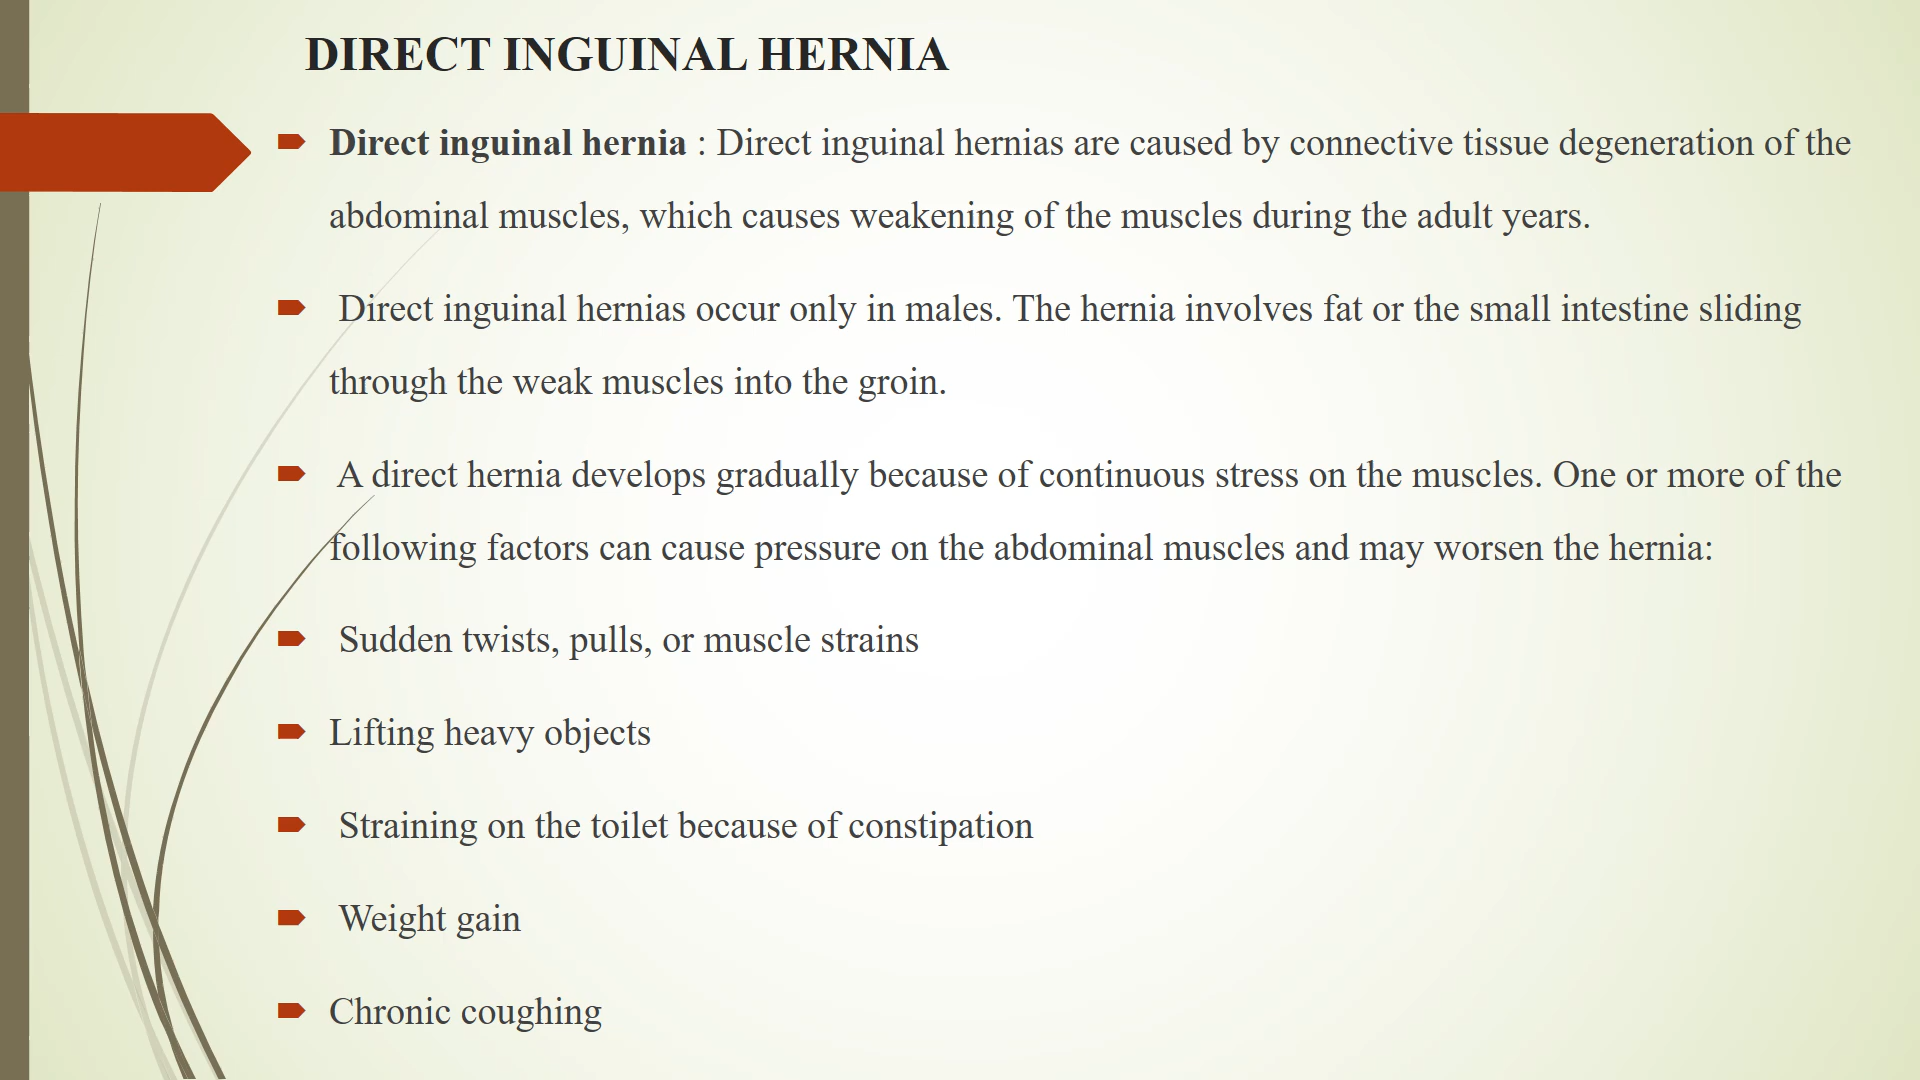 DIRECT INGUINAL HERNIA
Direct inguinal hernia : Direct inguinal hernias are caused by connective tissue degeneration of the
abdominal muscles, which causes weakening of the muscles during the adult years.
Direct inguinal hernias occur only in males. The hernia involves fat or the small intestine sliding
through the weak muscles into the groin.
A direct hernia develops gradually because of continuous stress on the muscles. One or more of the
following factors can cause pressure on the abdominal muscles and may worsen the hernia:
Sudden twists, pulls, or muscle strains
Lifting heavy objects
Straining on the toilet because of constipation
Weight gain
Chronic coughing